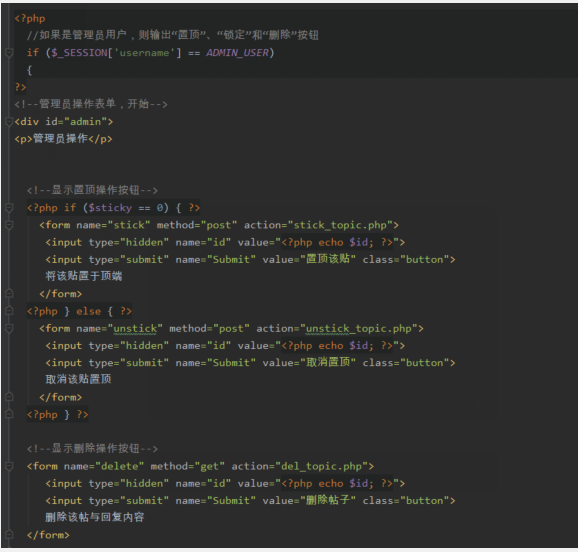 <?php
//如果是管理员用户，则输出“置顶”、“锁定”和“删除”按钮
if ($_SESSION['username'] == ADMIN_USER)
{
?>
<!--管理员操作表单，开始-->
<div id="admin">
<p>管理员操作</p>
<!--显示置顶操作按钮-->
<?php if ($sticky == 0) { ?>
<form name="stick" method="post" action="stick_topic.php">
<input type="hidden" name="id" value="<?php echo $id; ?>">
<input type="submit" name="Submit" value="置顶该贴" class="button">
将该贴置于顶端
</form>
<?php } else { ?>
<form name="unstick" method="post" action="unstick_topic.php">
<input type="hidden" name="id" value="<?php echo $id; ?>">
<input type="submit" name="Submit" value="取消置顶" class="button">
取消该贴置顶
</form>
<?php } ?>
<!--显示删除操作按钮-->
<form name="delete" method="get" action="del_topic.php">
<input type="hidden" name="id" value="<?php echo $id; ?>">
<input type="submit" name="Submit" value="删除帖子" class="button">
删除该帖与回复内容
</form>